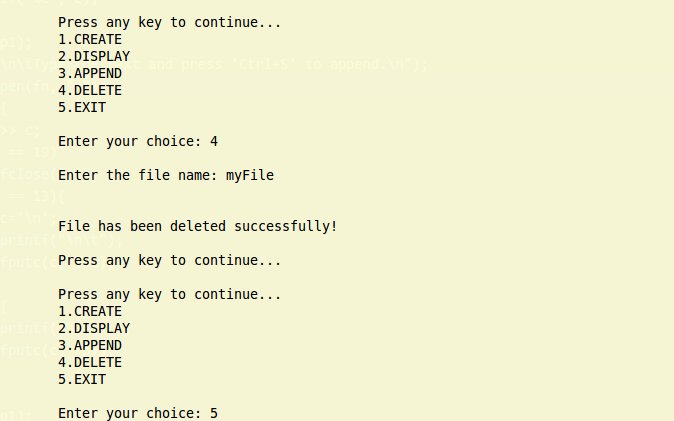 Press any key to continue...
1.CREATE
2.DISPLAY
3.APPEND
4.DELETE
5.EXIT
Enter your choice: 4
Enter the file name: myFile
File has been deleted successfully!
Press any key to continue...
Press any key to continue...
1.CREATE
2.DISPLAY
3.APPEND
4.DELETE
5.EXIT
Enter your choice: 5